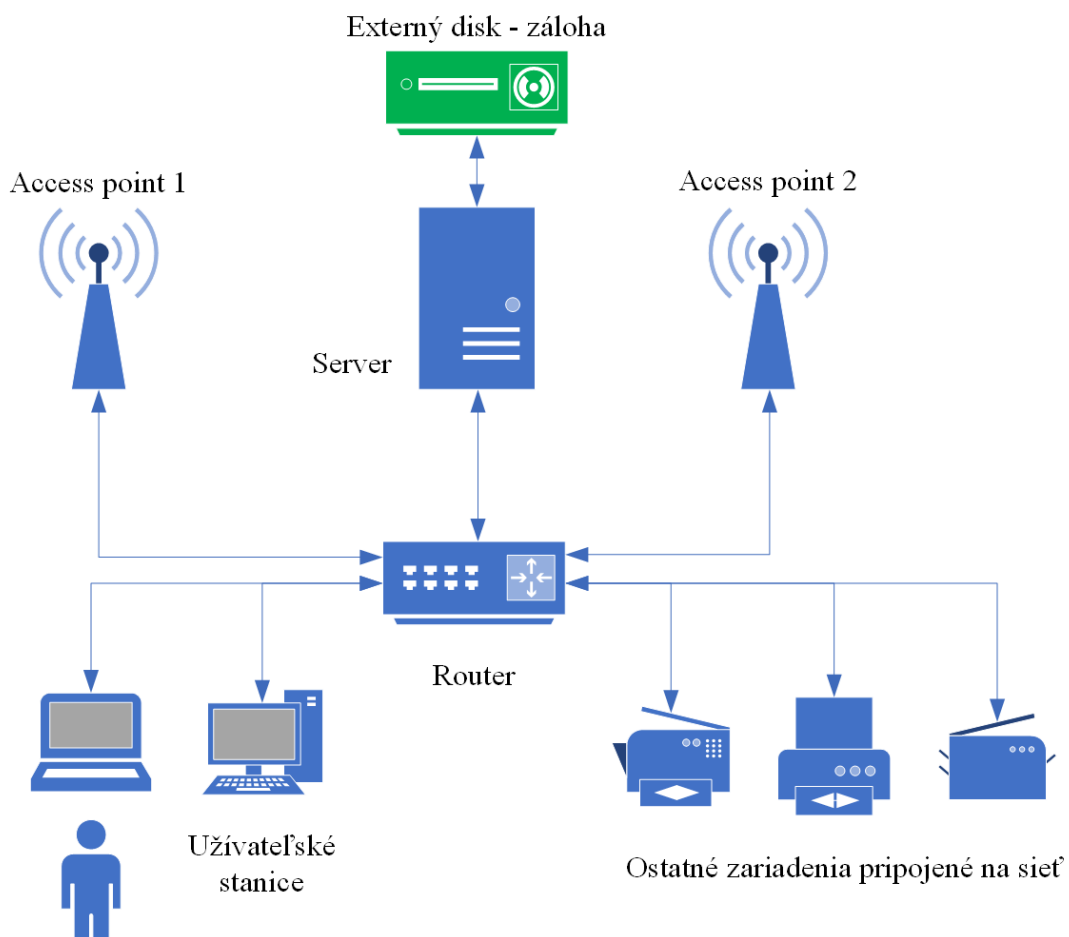 Externý disk - záloha
Access point 1
Access point 2
Server
Router
Užívateľské
stanice
Ostatné zariadenia pripojené na sieť